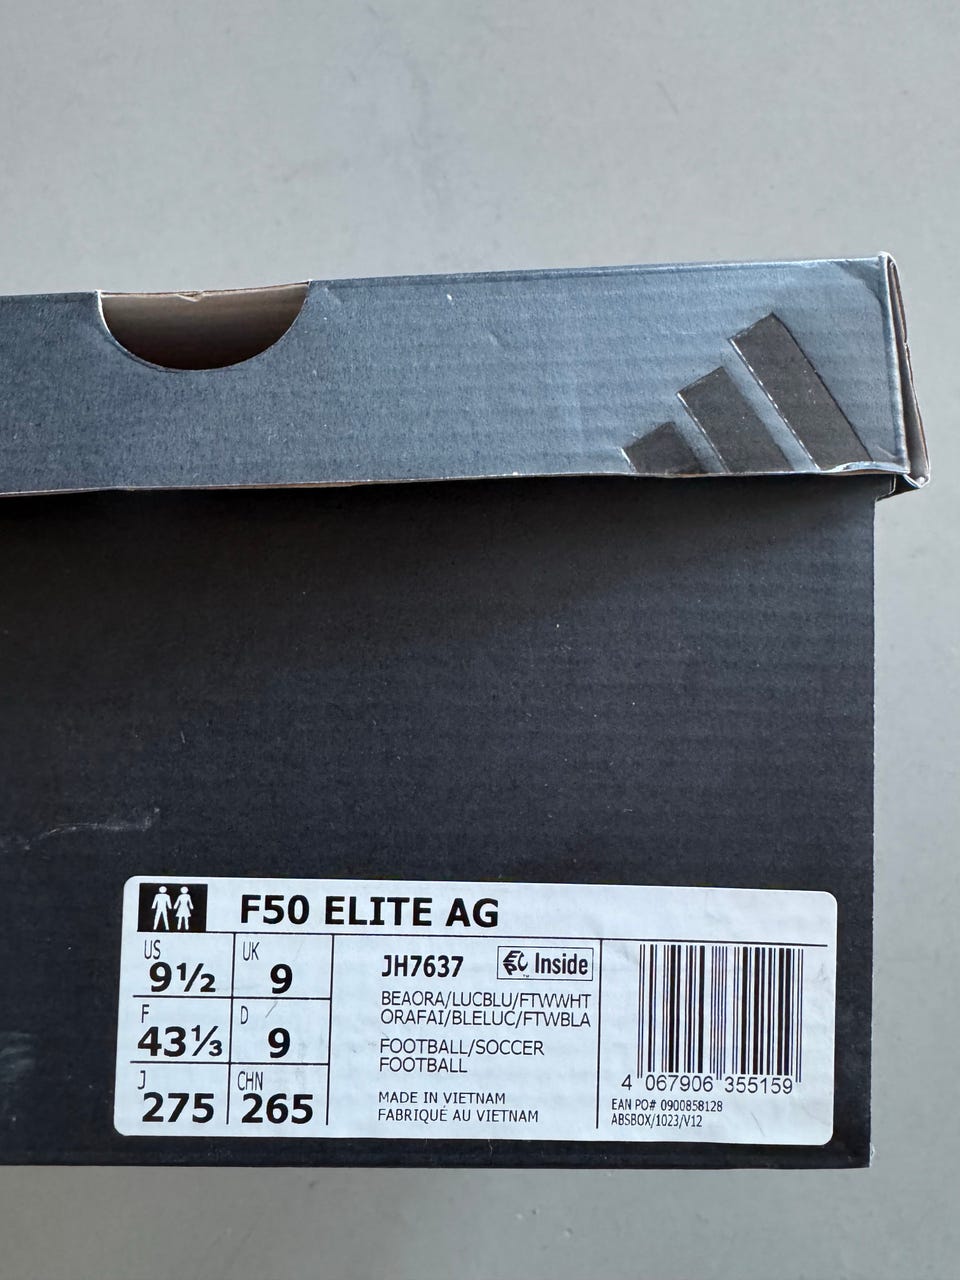 F50 ELITE AG
US
9½
UK
9
F
43⅓
D
9
J
275
CHN
265
JH7637
Inside
BEAORA/LUCBLU/FTWWHT
ORAFAI/BLELUC/FTWBLA
FOOTBALL/SOCCER
FOOTBALL
MADE IN VIETNAM
FABRIQUÉ AU VIETNAM
4 067906 355159
EAN PO# 0900858128
ABSBOX/1023/V12